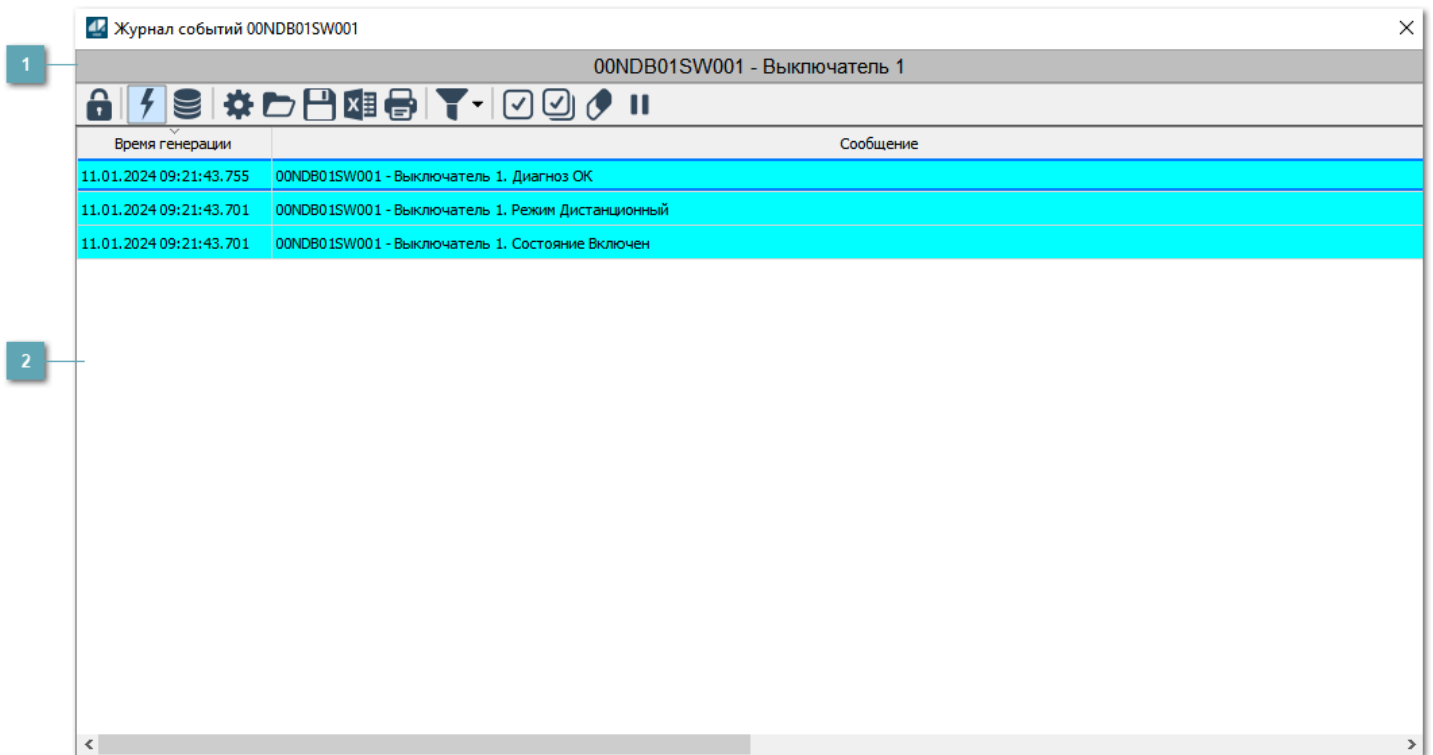 Журнал событий 00NDB01SW001
1
00NDB01SW001 - Выключатель 1
Время генерации Сообщение
11.01.2024 09:21:43.755 00NDB01SW001 - Выключатель 1. Диагноз ОК
11.01.2024 09:21:43.701 00NDB01SW001 - Выключатель 1. Режим Дистанционный
11.01.2024 09:21:43.701 00NDB01SW001 - Выключатель 1. Состояние Включен
2